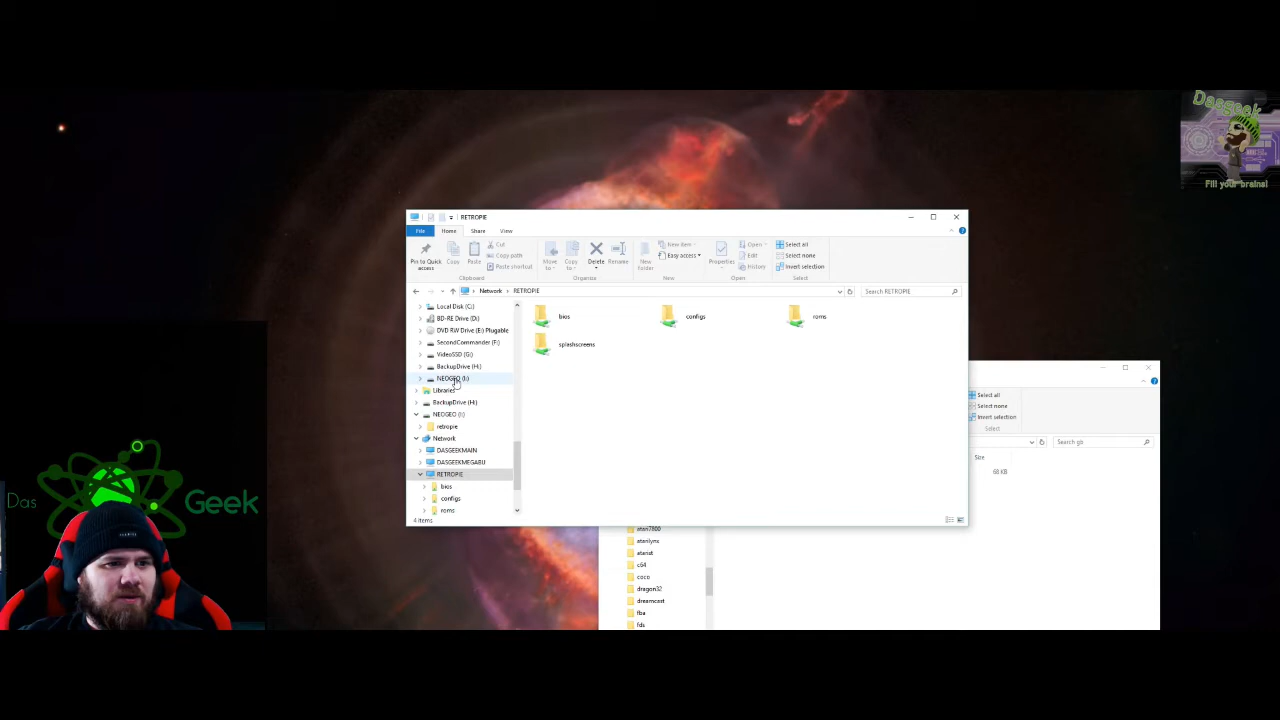 Dasgeek
Fill your brains!
RETROPIE
File Home Share View
Pin to Quick access
Copy
Paste
Cut
Copy path
Paste shortcut
Clipboard
Move to
Copy to
Delete
Rename
Organize
New folder
New item
Easy access
New
Properties
Open
Edit
History
Open
Select all
Select none
Invert selection
Select
Network > RETROPIE
Search RETROPIE
Local Disk (C:)
BD-RE Drive (D:)
DVD RW Drive (E:) Plugable
SecondCommander (F:)
VideoSSD (G:)
BackupDrive (H:)
NEOGEO (I:)
Libraries
BackupDrive (H:)
NEOGEO (I:)
retropie
Network
DASGEEKMAIN
DASGEEKMEGABU
RETROPIE
bios
configs
roms
4 items
bios
configs
roms
splashscreens
Select all
Select none
Invert selection
Select
Search gb
Size
68 KB
atari7800
atarilynx
atarist
c64
coco
dragon32
dreamcast
fba
fds
Das Geek